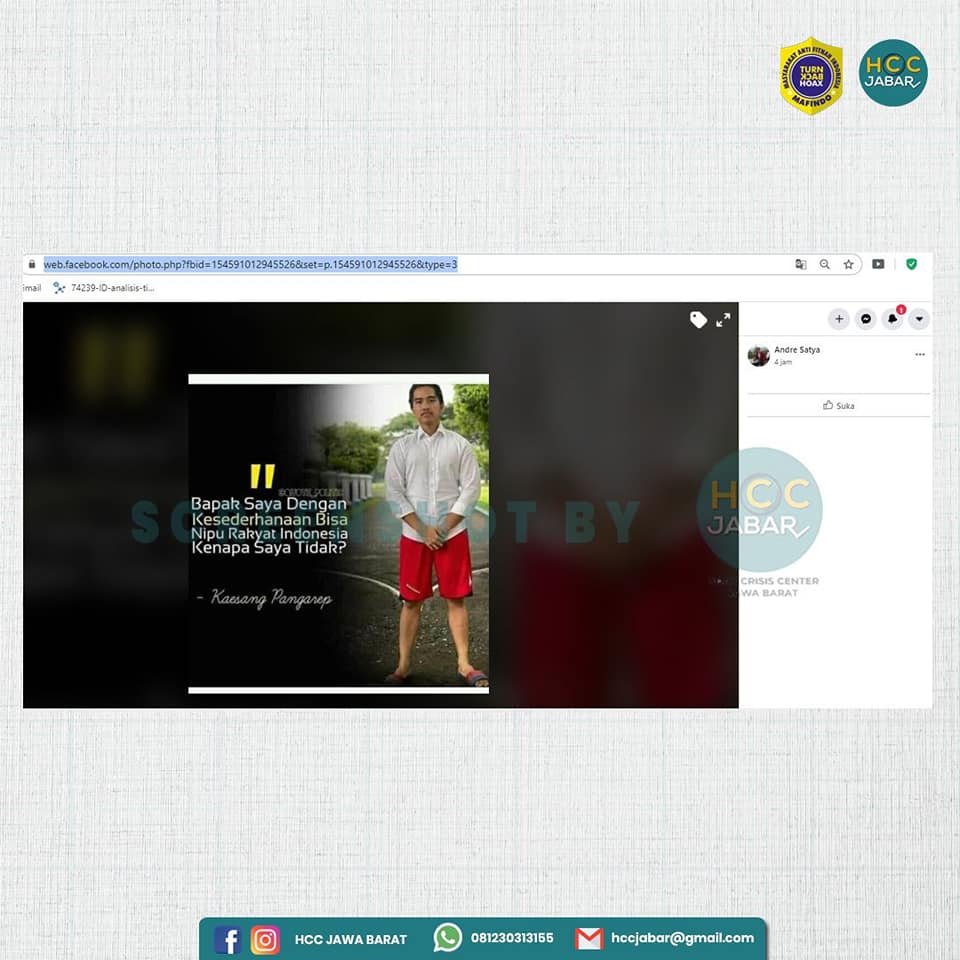 MASYARAKAT ANTI FITNAH INDONESIA
TURN
BACK
HOAX
MAFINDO
HCC
JABAR
web.facebook.com/photo.php?fbid=154591012945526&set=p.154591012945526&type=3
imail
74239-ID-analisis-ti...
1
Andre Satya
4 jam
Suka
"
Bapak Saya Dengan
Kesederhanaan Bisa
Nipu Rakyat Indonesia
Kenapa Saya Tidak?
- Kaesang Pangarep
SCREENSHOT BY
HCC
JABAR
CRISIS CENTER
JAWA BARAT
HCC JAWA BARAT
081230313155
hccjabar@gmail.com